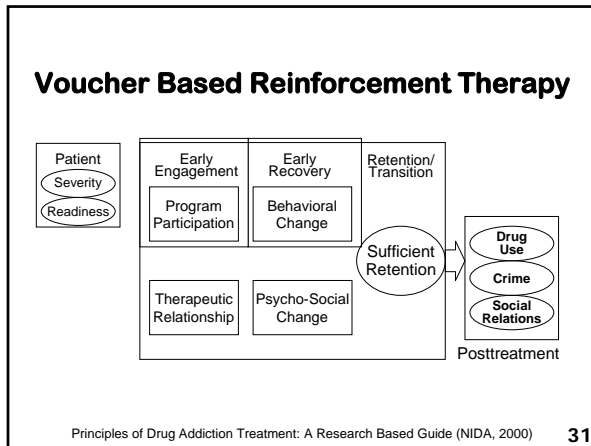 Voucher Based Reinforcement Therapy
Patient
Severity
Readiness
Early
Engagement
Program
Participation
Therapeutic
Relationship
Early
Recovery
Behavioral
Change
Psycho-Social
Change
Retention/
Transition
Sufficient
Retention
Drug
Use
Crime
Social
Relations
Posttreatment
Principles of Drug Addiction Treatment: A Research Based Guide (NIDA, 2000)
31